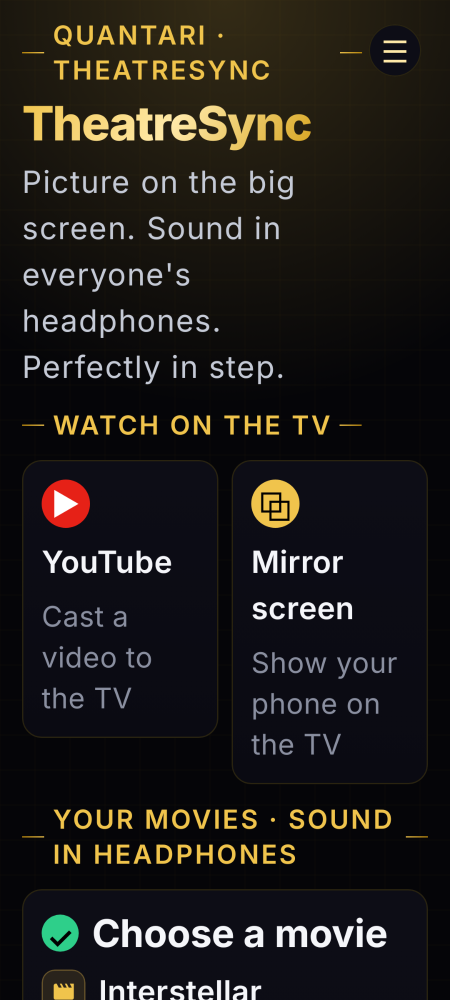 QUANTARI ·
THEATRESYNC
TheatreSync
Picture on the big
screen. Sound in
everyone's
headphones.
Perfectly in step.
WATCH ON THE TV
YouTube
Cast a
video to
the TV
Mirror
screen
Show your
phone on
the TV
YOUR MOVIES · SOUND
IN HEADPHONES
Choose a movie
Interstellar